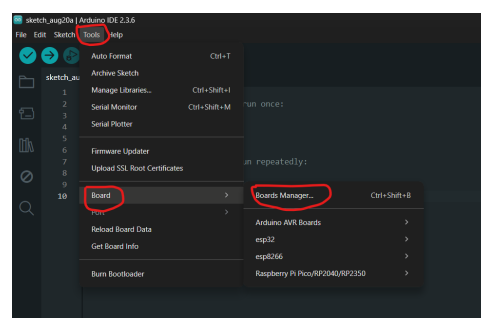 sketch_aug20a | Arduino IDE 2.3.6
File Edit Sketch Tools Help
sketch_au
1
2
3
4
5
6
7
8
9
10
run once:
un repeatedly:
Auto Format Ctrl+T
Archive Sketch
Manage Libraries... Ctrl+Shift+I
Serial Monitor Ctrl+Shift+M
Serial Plotter
Firmware Updater
Upload SSL Root Certificates
Board
Port
Reload Board Data
Get Board Info
Burn Bootloader
Boards Manager... Ctrl+Shift+B
Arduino AVR Boards
esp32
esp8266
Raspberry Pi Pico/RP2040/RP2350